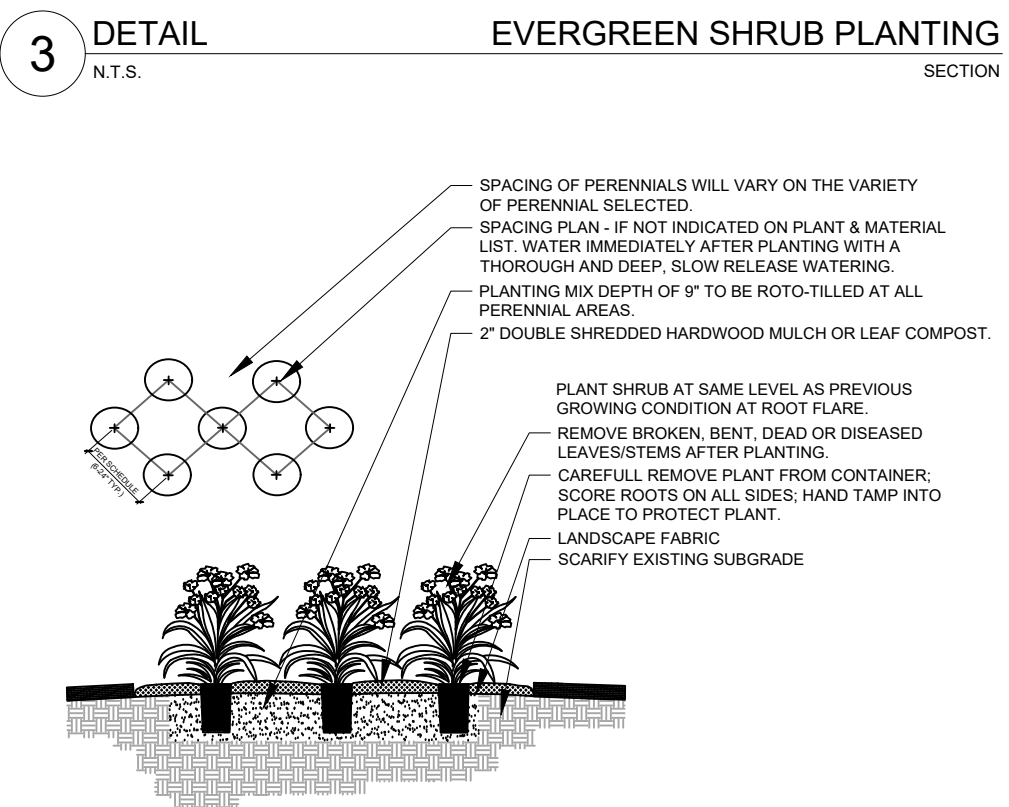 3
DETAIL
EVERGREEN SHRUB PLANTING
N.T.S.
SECTION
SPACING OF PERENNIALS WILL VARY ON THE VARIETY
OF PERENNIAL SELECTED.
SPACING PLAN - IF NOT INDICATED ON PLANT & MATERIAL
LIST. WATER IMMEDIATELY AFTER PLANTING WITH A
THOROUGH AND DEEP, SLOW RELEASE WATERING.
PLANTING MIX DEPTH OF 9" TO BE ROTO-TILLED AT ALL
PERENNIAL AREAS.
2" DOUBLE SHREDDED HARDWOOD MULCH OR LEAF COMPOST.
PLANT SHRUB AT SAME LEVEL AS PREVIOUS
GROWING CONDITION AT ROOT FLARE.
REMOVE BROKEN, BENT, DEAD OR DISEASED
LEAVES/STEMS AFTER PLANTING.
CAREFULL REMOVE PLANT FROM CONTAINER;
SCORE ROOTS ON ALL SIDES; HAND TAMP INTO
PLACE TO PROTECT PLANT.
LANDSCAPE FABRIC
SCARIFY EXISTING SUBGRADE
PER SCHEDULE
(6-24" TYP.)